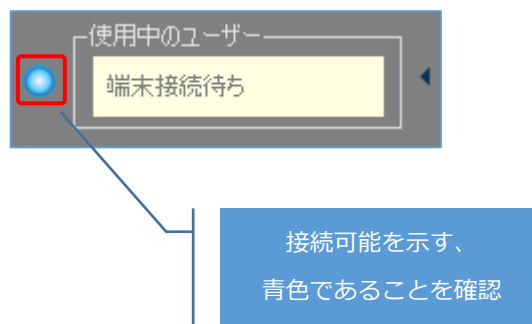 使用中のユーザー
端末接続待ち
接続可能を示す、
青色であることを確認